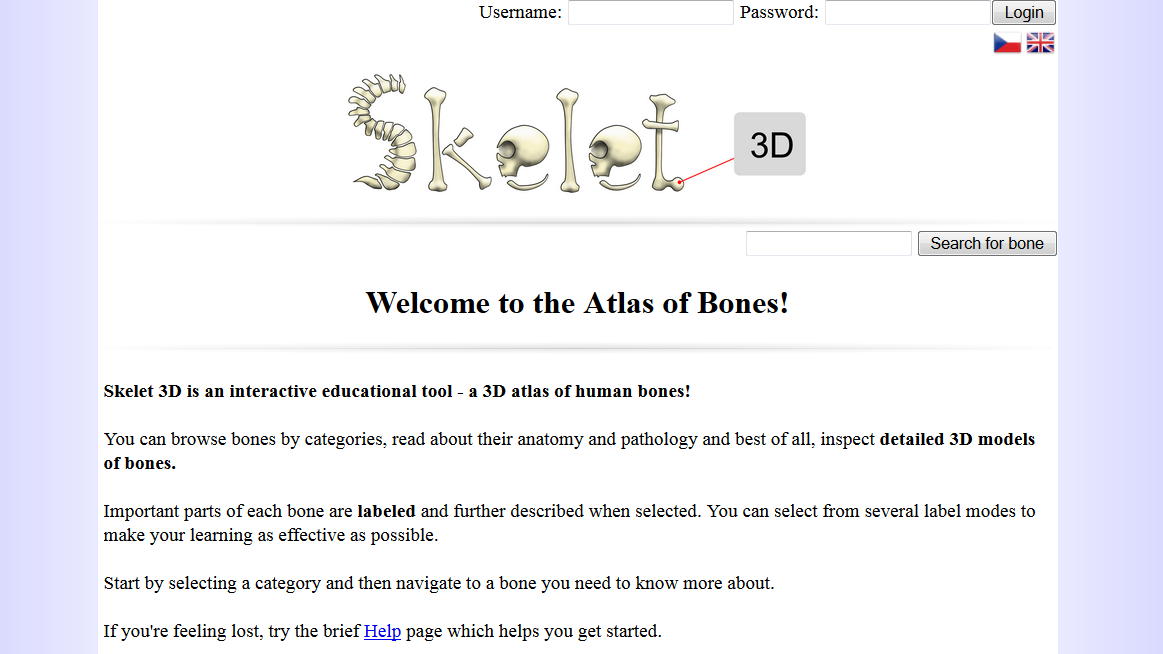 Username: Password: Login
Skelet 3D
Search for bone
Welcome to the Atlas of Bones!
Skelet 3D is an interactive educational tool - a 3D atlas of human bones!
You can browse bones by categories, read about their anatomy and pathology and best of all, inspect detailed 3D models
of bones.
Important parts of each bone are labeled and further described when selected. You can select from several label modes to
make your learning as effective as possible.
Start by selecting a category and then navigate to a bone you need to know more about.
If you're feeling lost, try the brief Help page which helps you get started.